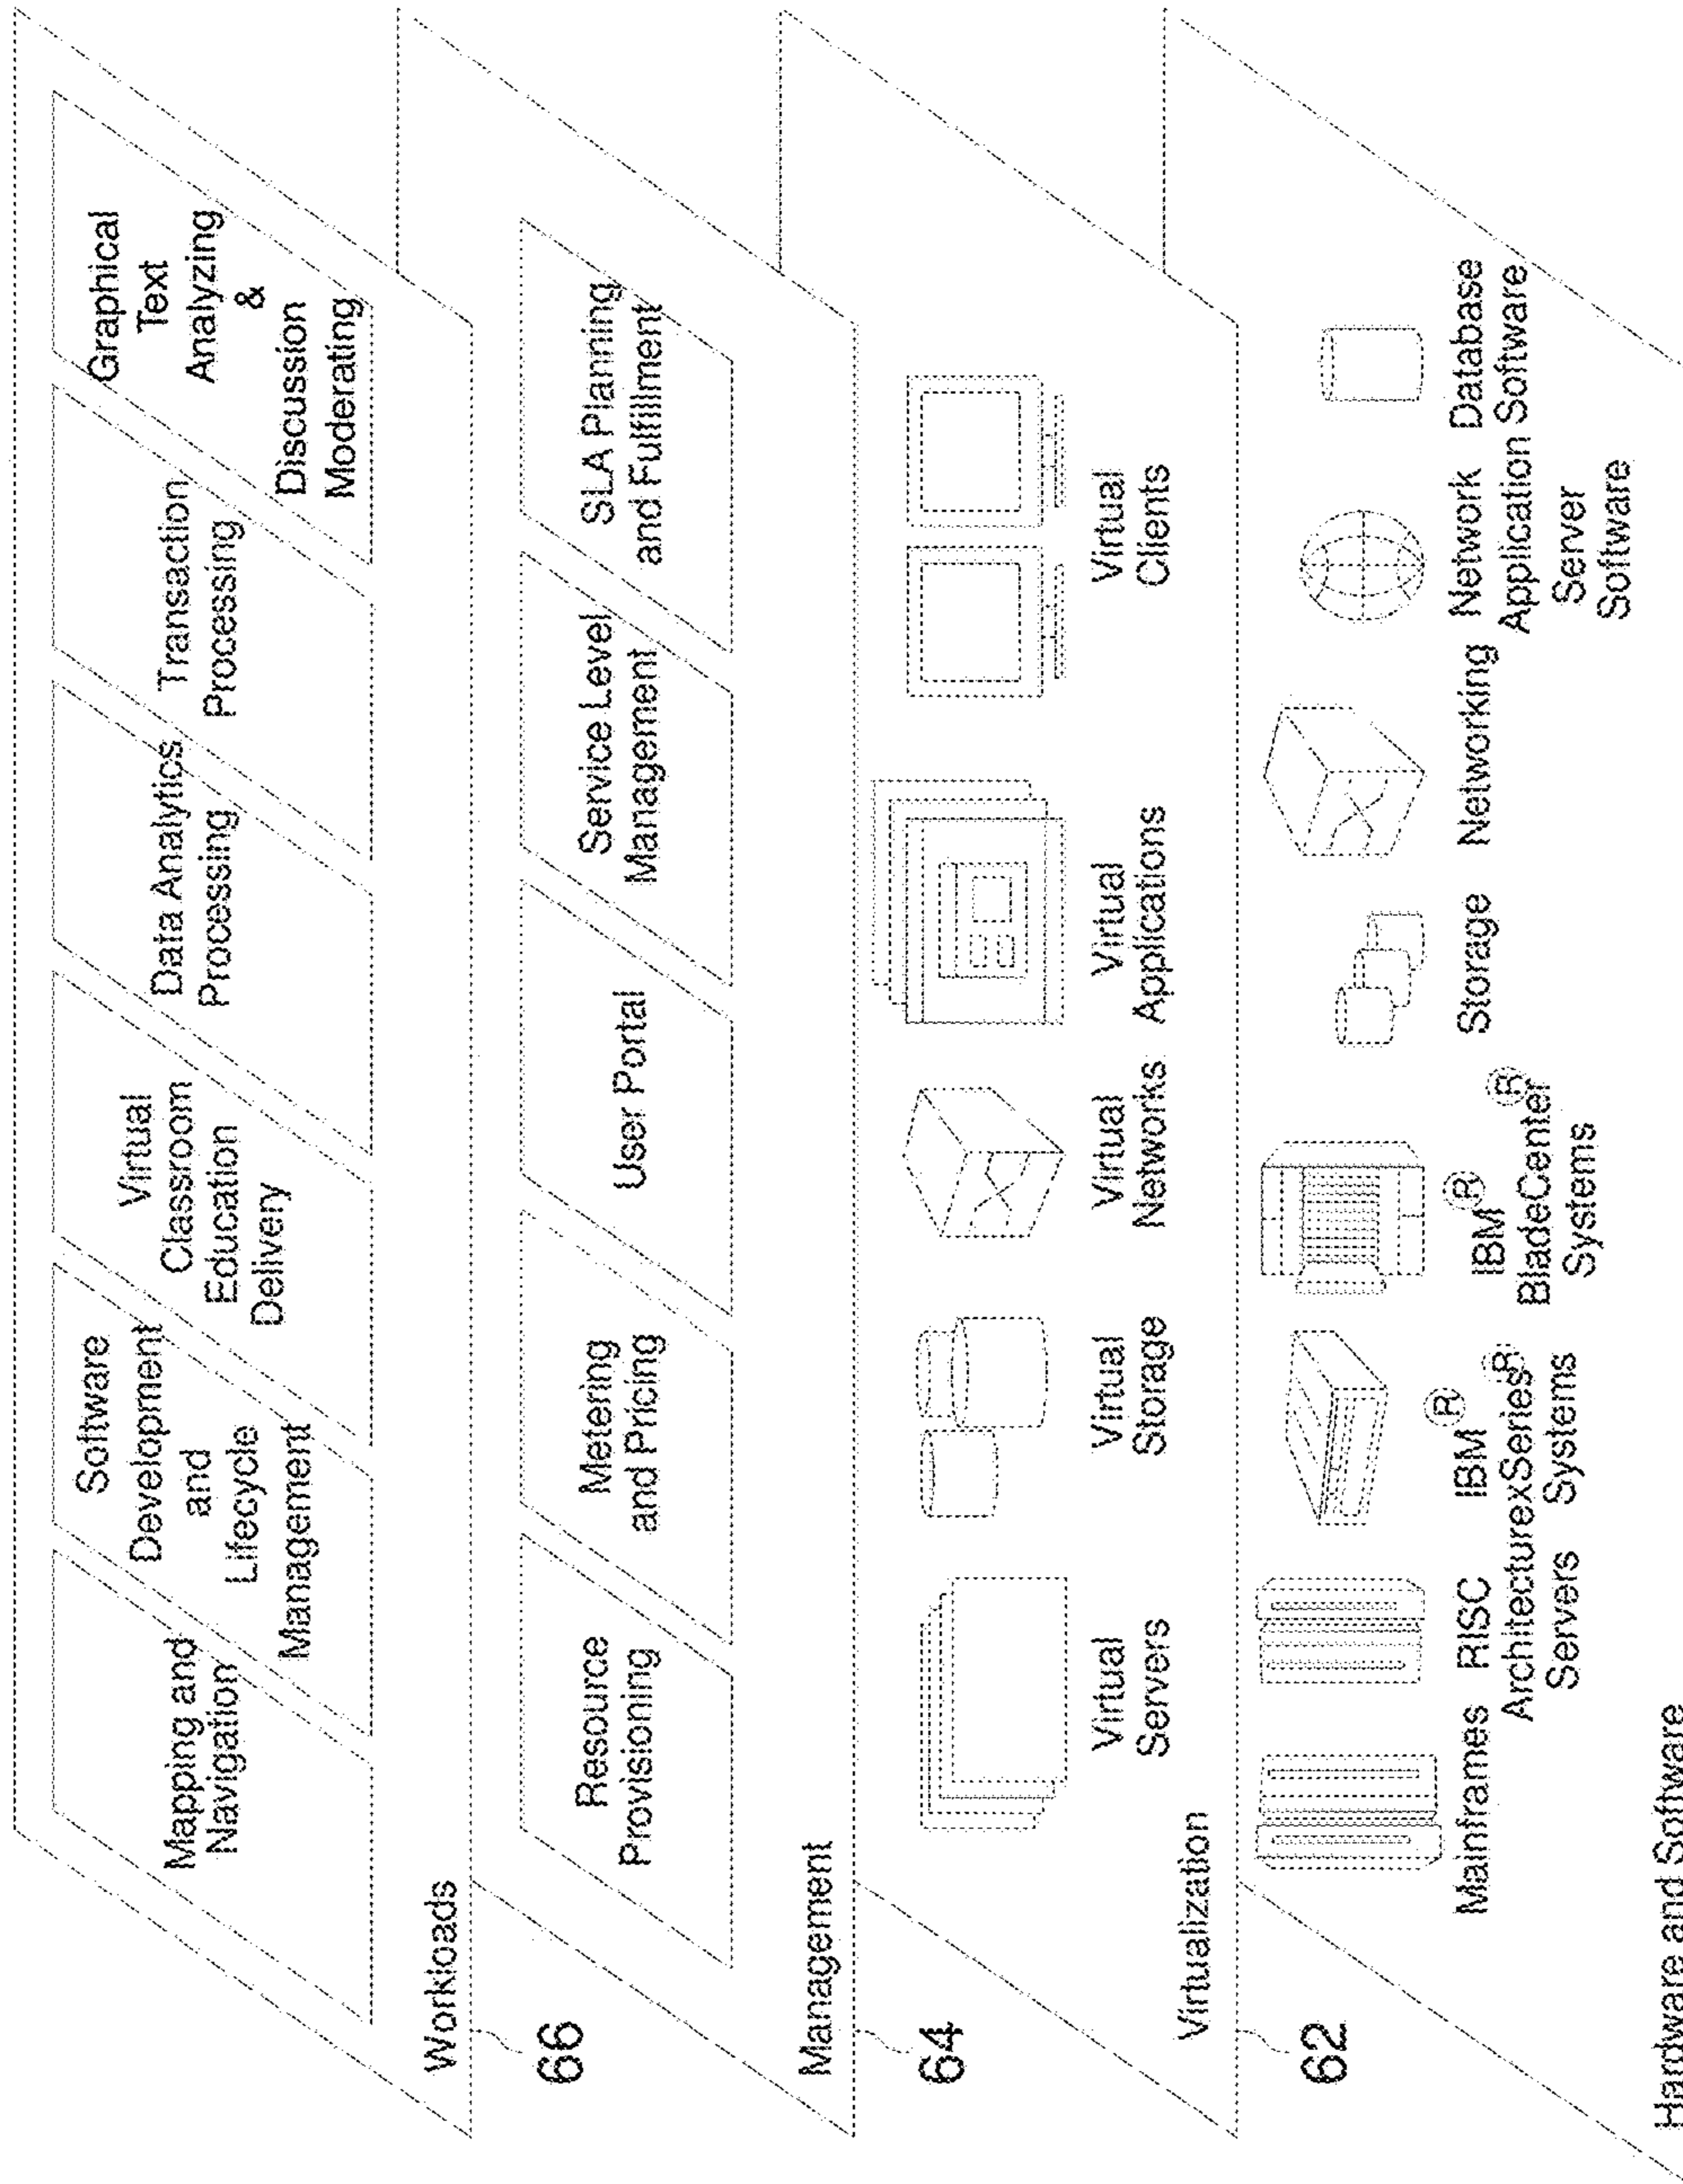 Mapping and
Navigation
Software
Development
and
Lifecycle
Management
Virtual
Classroom
Education
Delivery
Data Analytics
Processing
Transaction
Processing
Graphical
Text
Analyzing
&
Discussion
Moderating
Workloads
66
Resource
Provisioning
Metering
and Pricing
User Portal
Service Level
Management
SLA Planning
and Fulfillment
Management
64
Virtual
Servers
Virtual
Storage
Virtual
Networks
Virtual
Applications
Virtual
Clients
Virtualization
62
Mainframes
RISC
Architecture
Servers
IBM®
xSeries®
Systems
IBM®
BladeCenter®
Systems
Storage
Networking
Network
Application
Server
Software
Database
Software
Hardware and Software